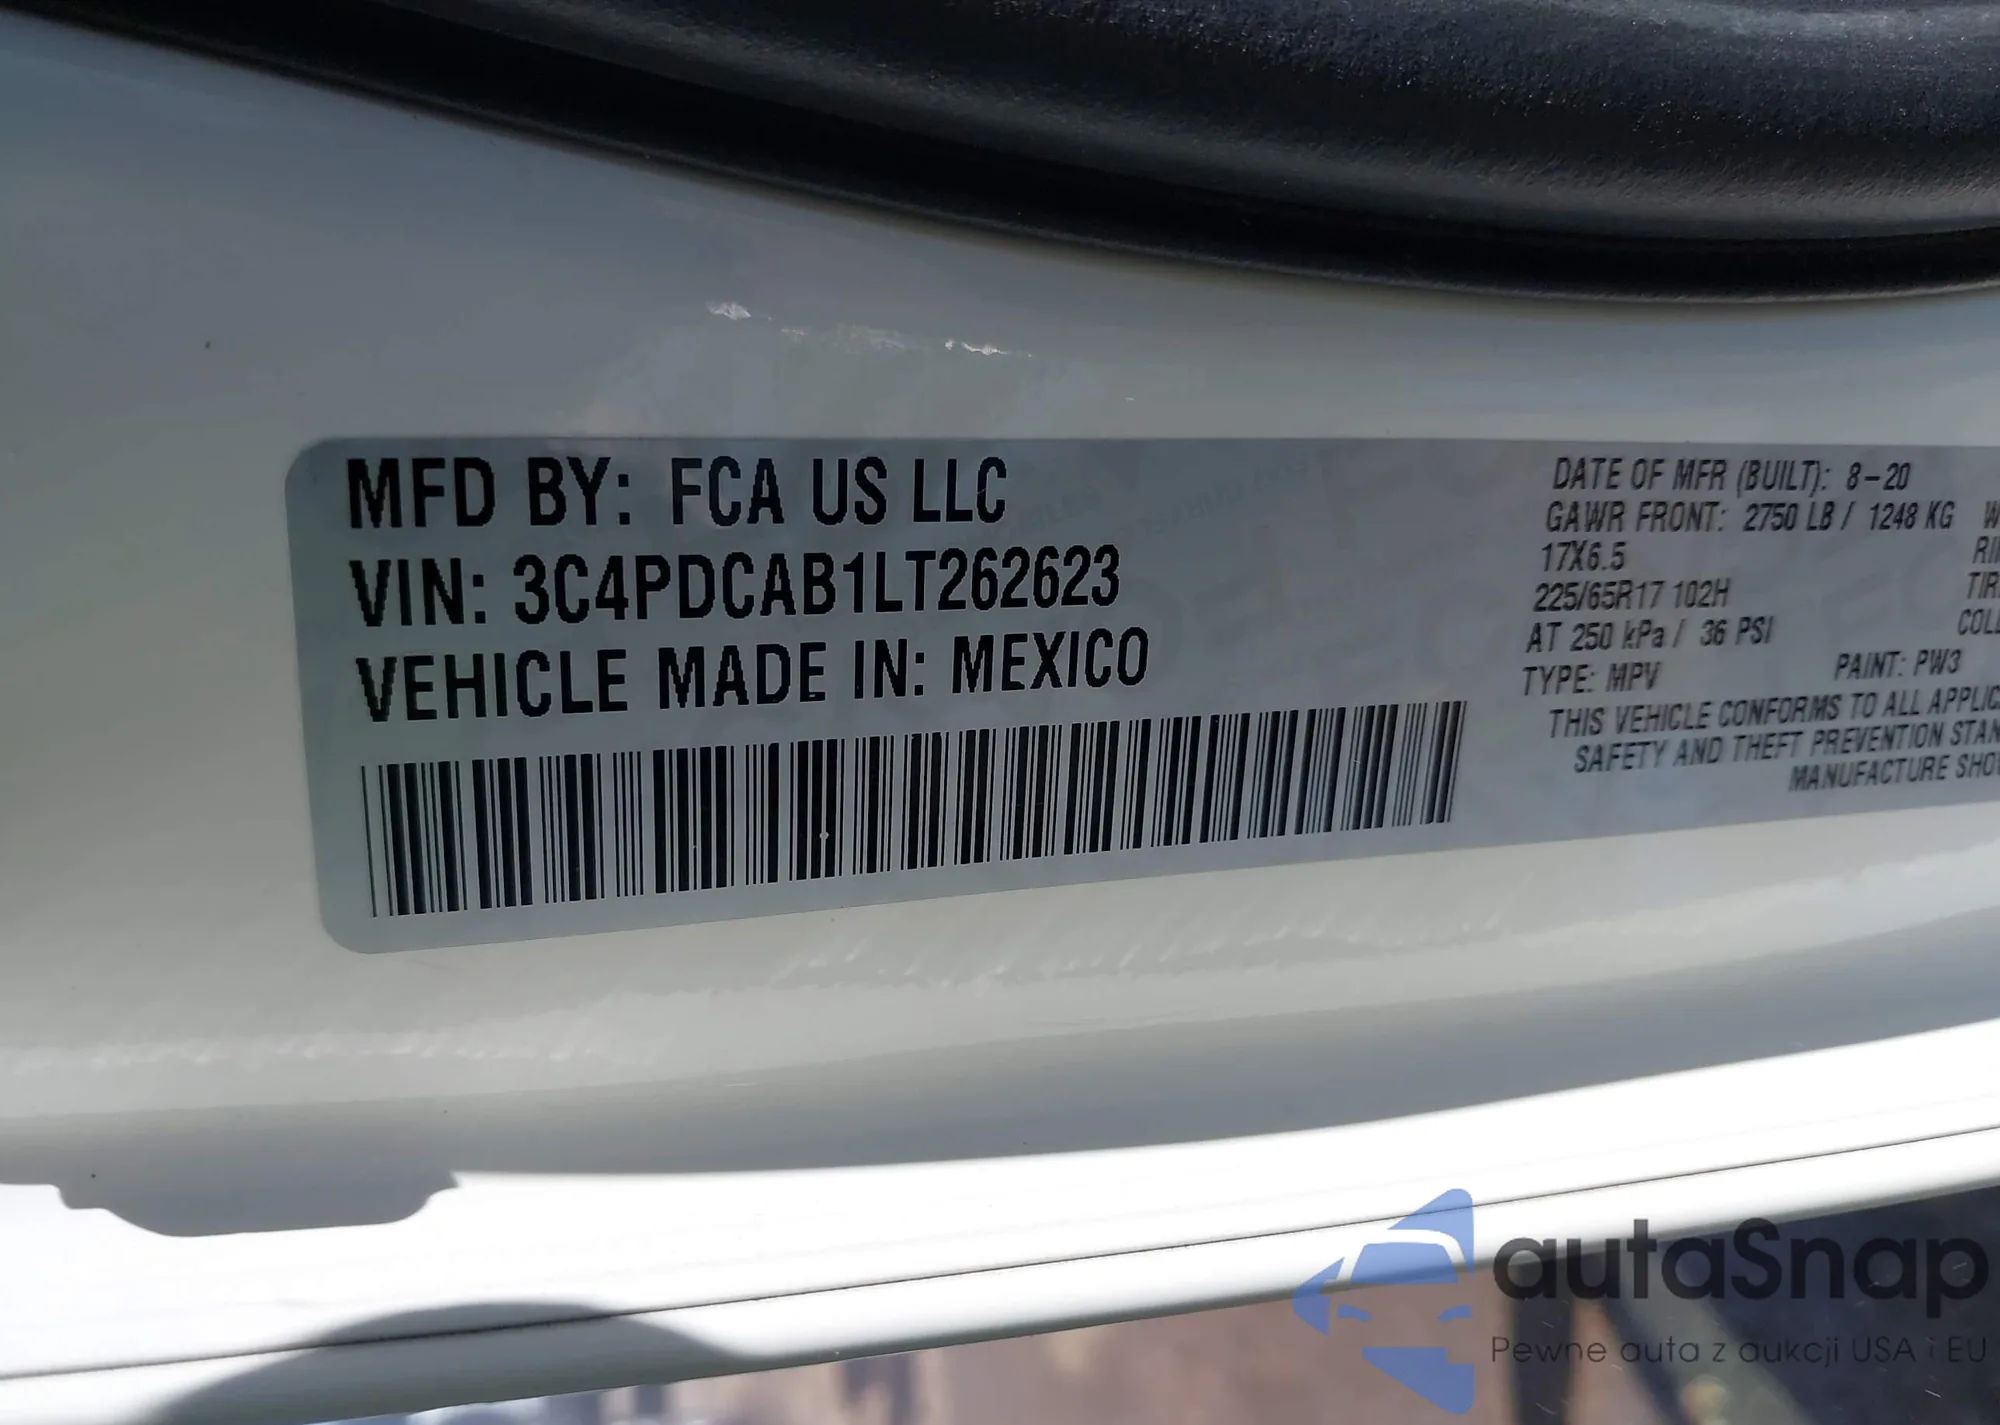 MFD BY: FCA US LLC
VIN: 3C4PDCAB1LT262623
VEHICLE MADE IN: MEXICO
DATE OF MFR (BUILT): 8-20
GAWR FRONT: 2750 LB / 1248 KG
17X6.5
225/65R17 102H
AT 250 kPa / 36 PSI
TYPE: MPV PAINT: PW3
THIS VEHICLE CONFORMS TO ALL
SAFETY AND THEFT PREVENTION
MANUFACTURE
autaSnap
Pewne auta z aukcji USA i EU